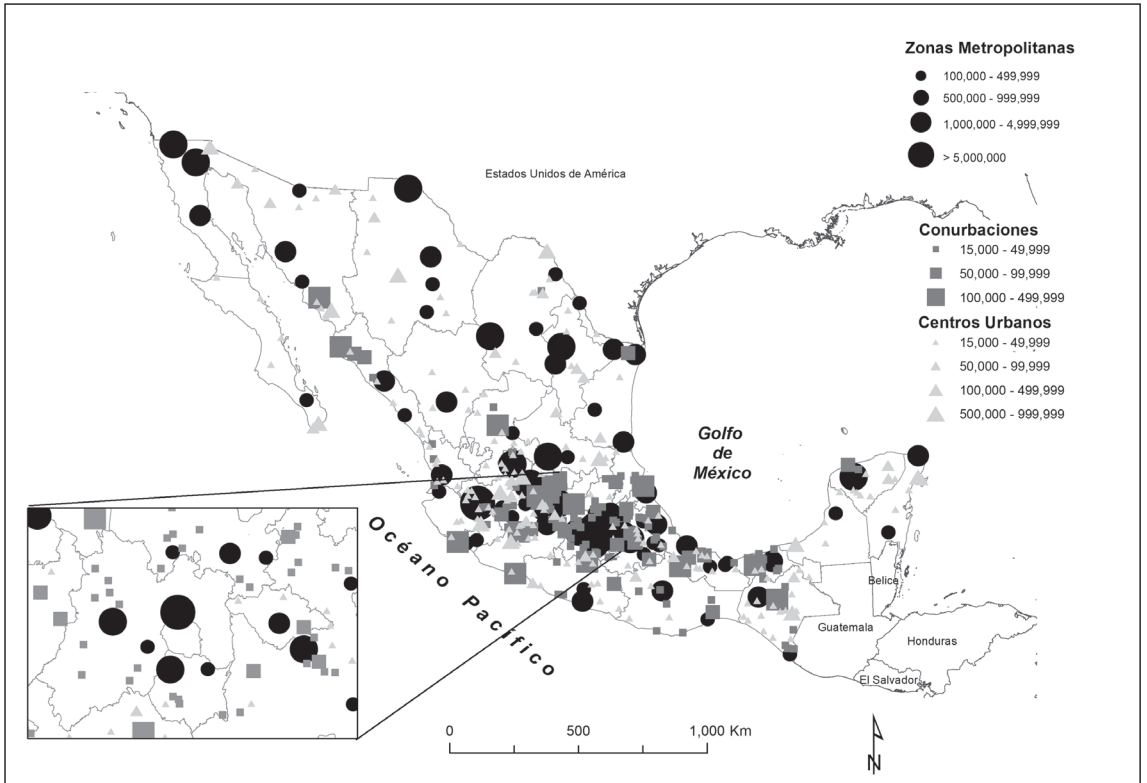 Zonas Metropolitanas
100,000 - 499,999
500,000 - 999,999
1,000,000 - 4,999,999
> 5,000,000
Estados Unidos de América
Conurbaciones
15,000 - 49,999
50,000 - 99,999
100,000 - 499,999
Centros Urbanos
15,000 - 49,999
50,000 - 99,999
100,000 - 499,999
500,000 - 999,999
Golfo
de
México
Océano Pacífico
Belice
Guatemala
Honduras
El Salvador
0 500 1,000 Km
N